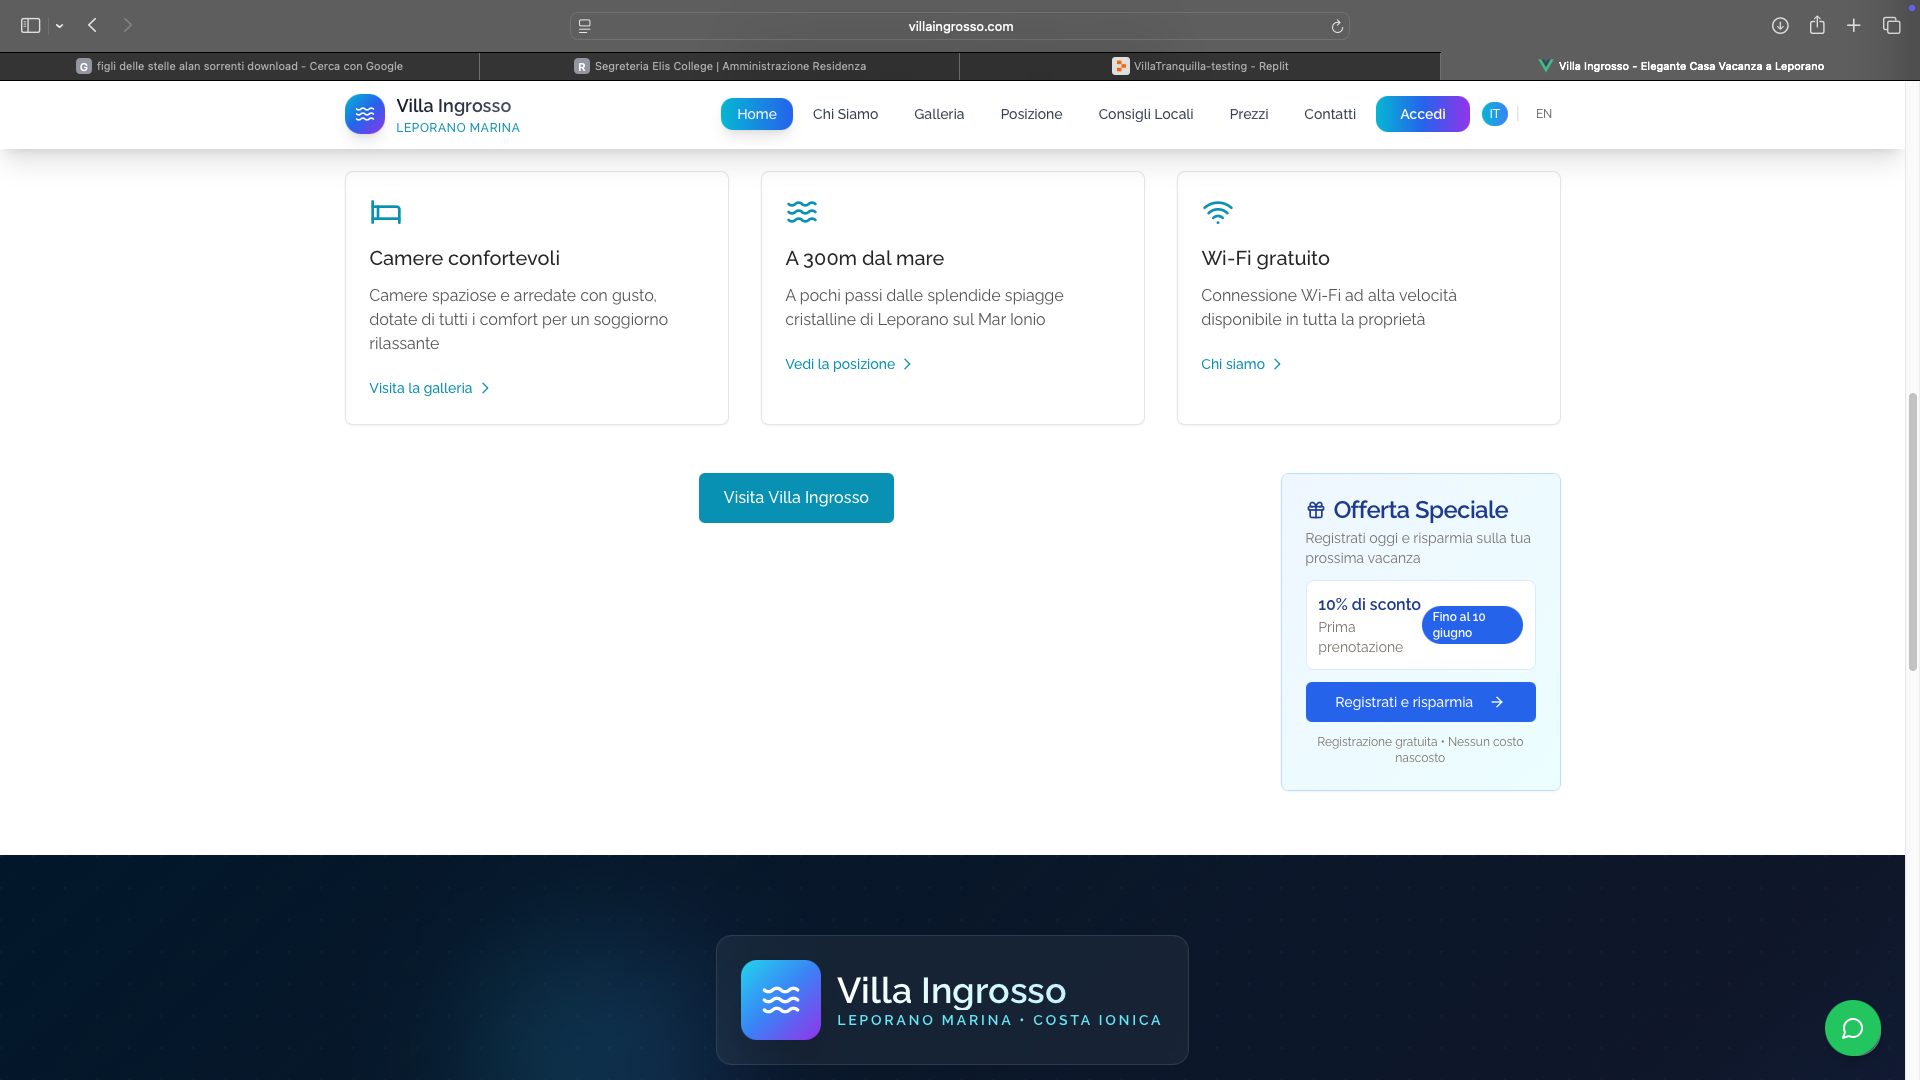 villaingrosso.com
G figli delle stelle alan sorrenti download - Cerca con Google
R Segreteria Elis College | Amministrazione Residenza
VillaTranquilla-testing - Replit
Villa Ingrosso - Elegante Casa Vacanza a Leporano
Villa Ingrosso
LEPORANO MARINA
Home
Chi Siamo
Galleria
Posizione
Consigli Locali
Prezzi
Contatti
Accedi
IT
EN
Camere confortevoli
Camere spaziose e arredate con gusto,
dotate di tutti i comfort per un soggiorno
rilassante
Visita la galleria
A 300m dal mare
A pochi passi dalle splendide spiagge
cristalline di Leporano sul Mar Ionio
Vedi la posizione
Wi-Fi gratuito
Connessione Wi-Fi ad alta velocità
disponibile in tutta la proprietà
Chi siamo
Visita Villa Ingrosso
Offerta Speciale
Registrati oggi e risparmia sulla tua
prossima vacanza
10% di sconto
Prima
prenotazione
Fino al 10
giugno
Registrati e risparmia
Registrazione gratuita • Nessun costo
nascosto
Villa Ingrosso
LEPORANO MARINA • COSTA IONICA